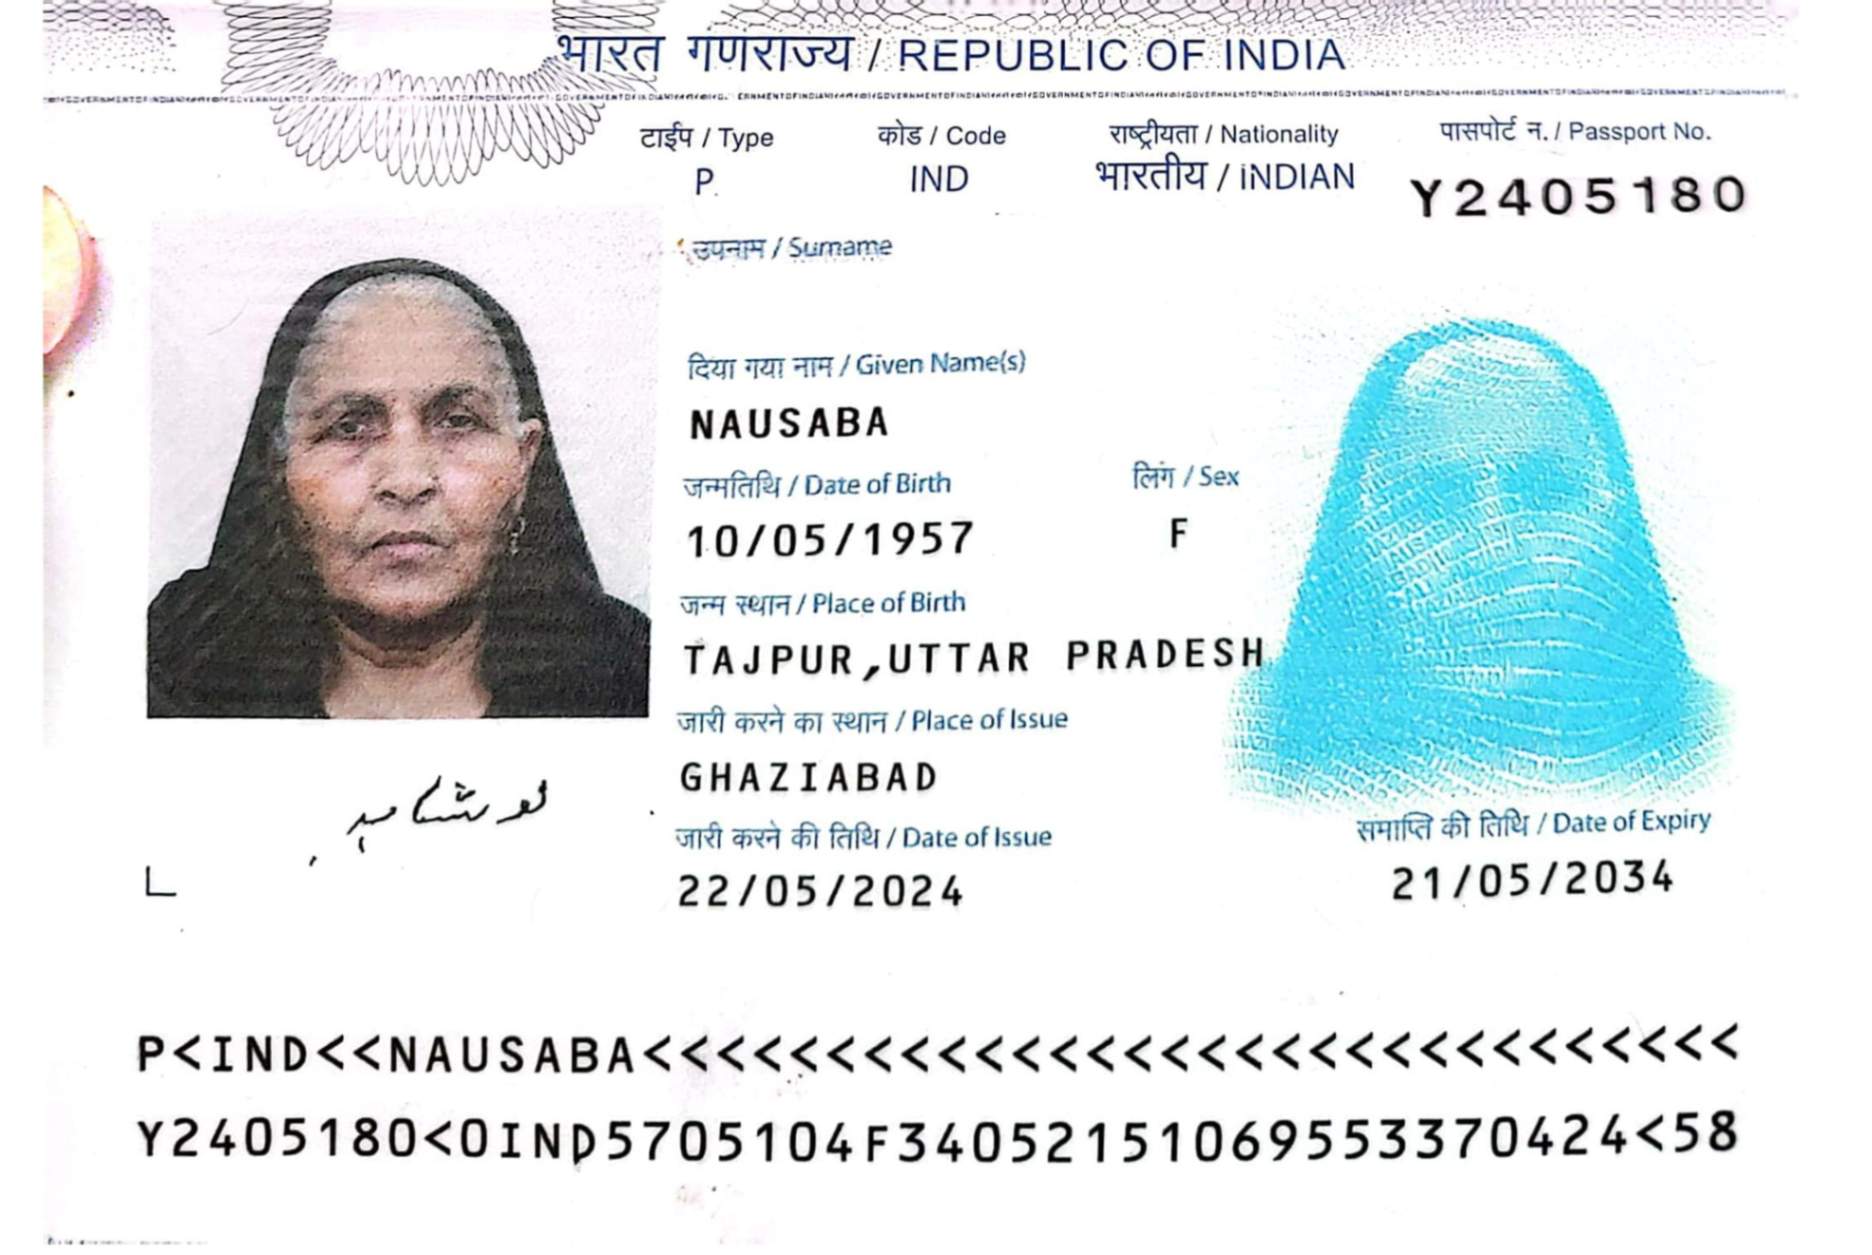 भारत गणराज्य / REPUBLIC OF INDIA
टाईप / Type
कोड / Code
राष्ट्रीयता / Nationality
पासपोर्ट न. / Passport No.
P
IND
भारतीय / INDIAN
Y2405180
उपनाम / Surname
दिया गया नाम / Given Name(s)
NAUSABA
जन्मतिथि / Date of Birth
लिंग / Sex
10/05/1957
F
जन्म स्थान / Place of Birth
TAJPUR,UTTAR PRADESH
जारी करने का स्थान / Place of Issue
GHAZIABAD
जारी करने की तिथि / Date of Issue
समाप्ति की तिथि / Date of Expiry
22/05/2024
21/05/2034
P<IND<<NAUSABA<<<<<<<<<<<<<<<<<<<<<<<<<<<<<<
Y2405180<0IND5705104F34052151069553370424<58